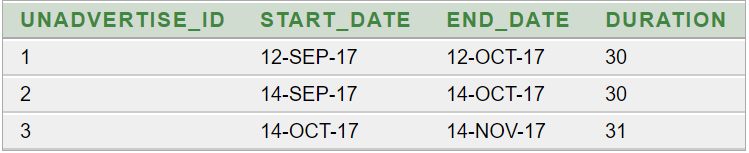 UNADVERTISE_ID START_DATE END_DATE DURATION
1 12-SEP-17 12-OCT-17 30
2 14-SEP-17 14-OCT-17 30
3 14-OCT-17 14-NOV-17 31